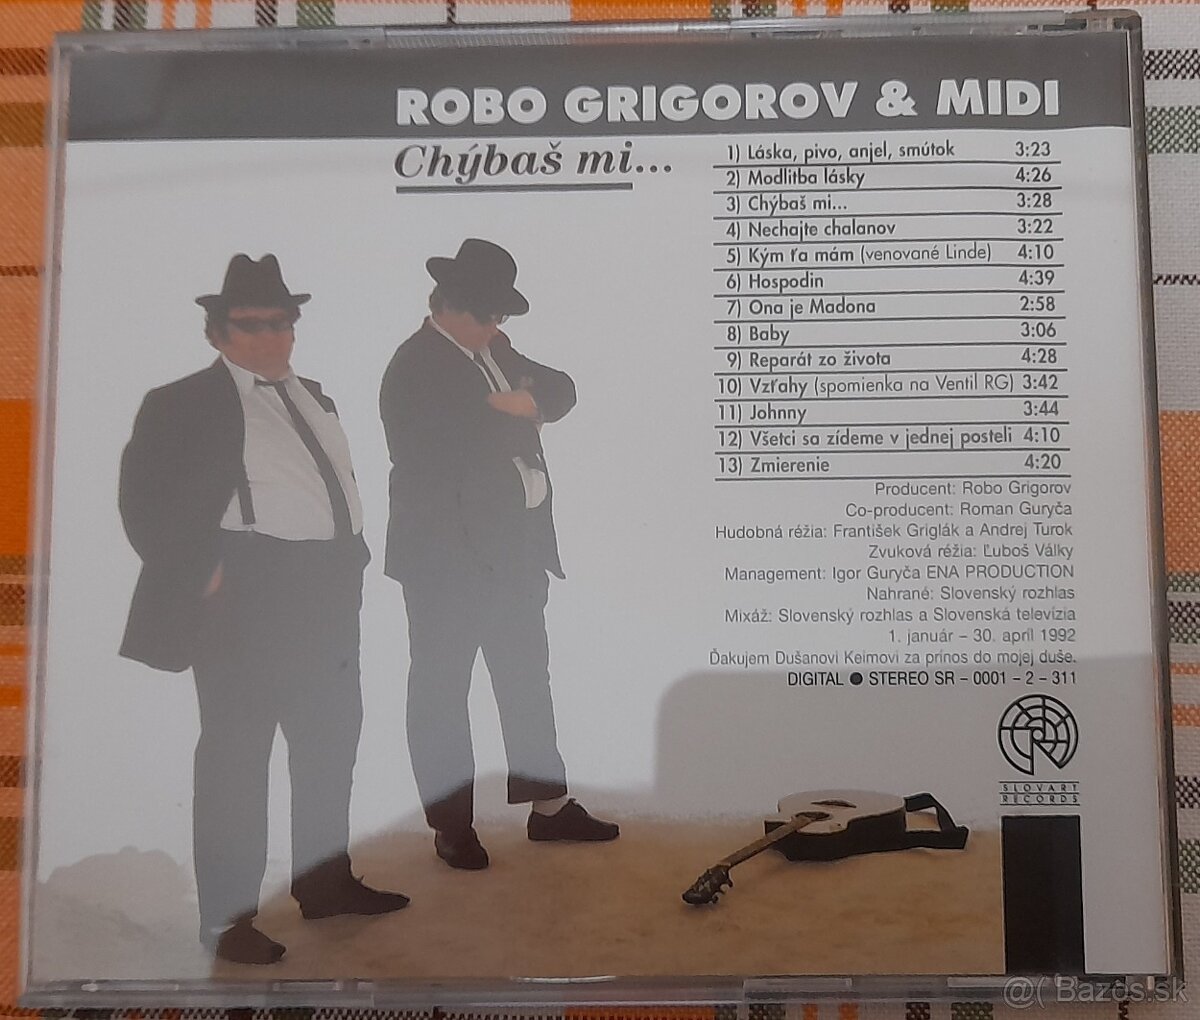 ROBO GRIGOROV & MIDI
Chýbaš mi...
1) Láska, pivo, anjel, smútok 3:23
2) Modlitba lásky 4:26
3) Chýbaš mi... 3:28
4) Nechajte chalanov 3:22
5) Kým ťa mám (venované Linde) 4:10
6) Hospodin 4:39
7) Ona je Madona 2:58
8) Baby 3:06
9) Reparát zo života 4:28
10) Vzťahy (spomienka na Ventil RG) 3:42
11) Johnny 3:44
12) Všetci sa zídeme v jednej posteli 4:10
13) Zmierenie 4:20
Producent: Robo Grigorov
Co-producent: Roman Guryča
Hudobná réžia: František Griglák a Andrej Turok
Zvuková réžia: Ľuboš Války
Management: Igor Guryča ENA PRODUCTION
Nahrané: Slovenský rozhlas
Mixáž: Slovenský rozhlas a Slovenská televízia
1. január – 30. apríl 1992
Ďakujem Dušanovi Keimovi za prínos do mojej duše.
DIGITAL ● STEREO SR – 0001 – 2 – 311
SLOVART
RECORDS
@( Bazos.sk